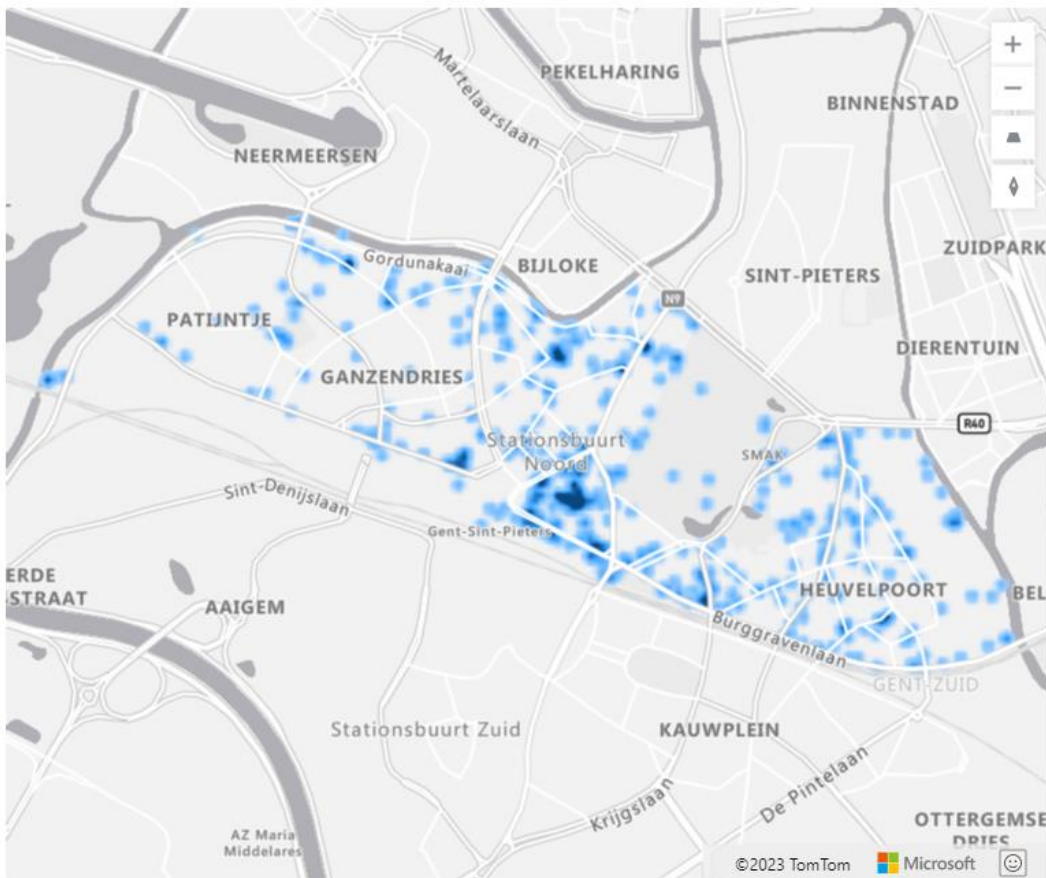 PEKELHARING
Martelaarslaan
BINNENSTAD
NEERMEERSEN
ZUIDPARK
Gordunakaai
BIJLOKE
SINT-PIETERS
N9
PATIJNTJE
DIERENTUIN
GANZENDRIES
R40
Stationsbuurt
Noord
SMAK
Sint-Denijslaan
Gent-Sint-Pieters
ERDE
-STRAAT
AAIGEM
HEUVELPOORT
BEL
Burggravenlaan
GENT-ZUID
Stationsbuurt Zuid
KAUWPLEIN
De Pintelaan
Krijgslaan
OTTERGEMSE
DRIES
AZ Maria
Middelares
©2023 TomTom
Microsoft